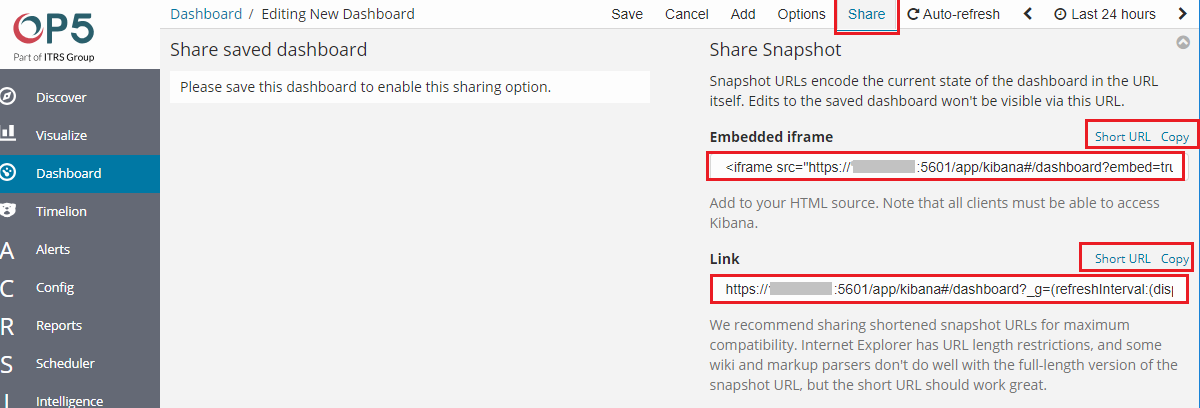 OP5
Part of ITRS Group
Dashboard / Editing New Dashboard
Save Cancel Add Options Share Auto-refresh Last 24 hours
Discover
Visualize
Dashboard
Timelion
A Alerts
C Config
R Reports
S Scheduler
I Intelligence
Share saved dashboard
Please save this dashboard to enable this sharing option.
Share Snapshot
Snapshot URLs encode the current state of the dashboard in the URL
itself. Edits to the saved dashboard won't be visible via this URL.
Embedded iframe Short URL Copy
<iframe src="https:// :5601/app/kibana#/dashboard?embed=tru
Add to your HTML source. Note that all clients must be able to access
Kibana.
Link Short URL Copy
https:// :5601/app/kibana#/dashboard?_g=(refreshInterval:(disp
We recommend sharing shortened snapshot URLs for maximum
compatibility. Internet Explorer has URL length restrictions, and some
wiki and markup parsers don't do well with the full-length version of the
snapshot URL, but the short URL should work great.